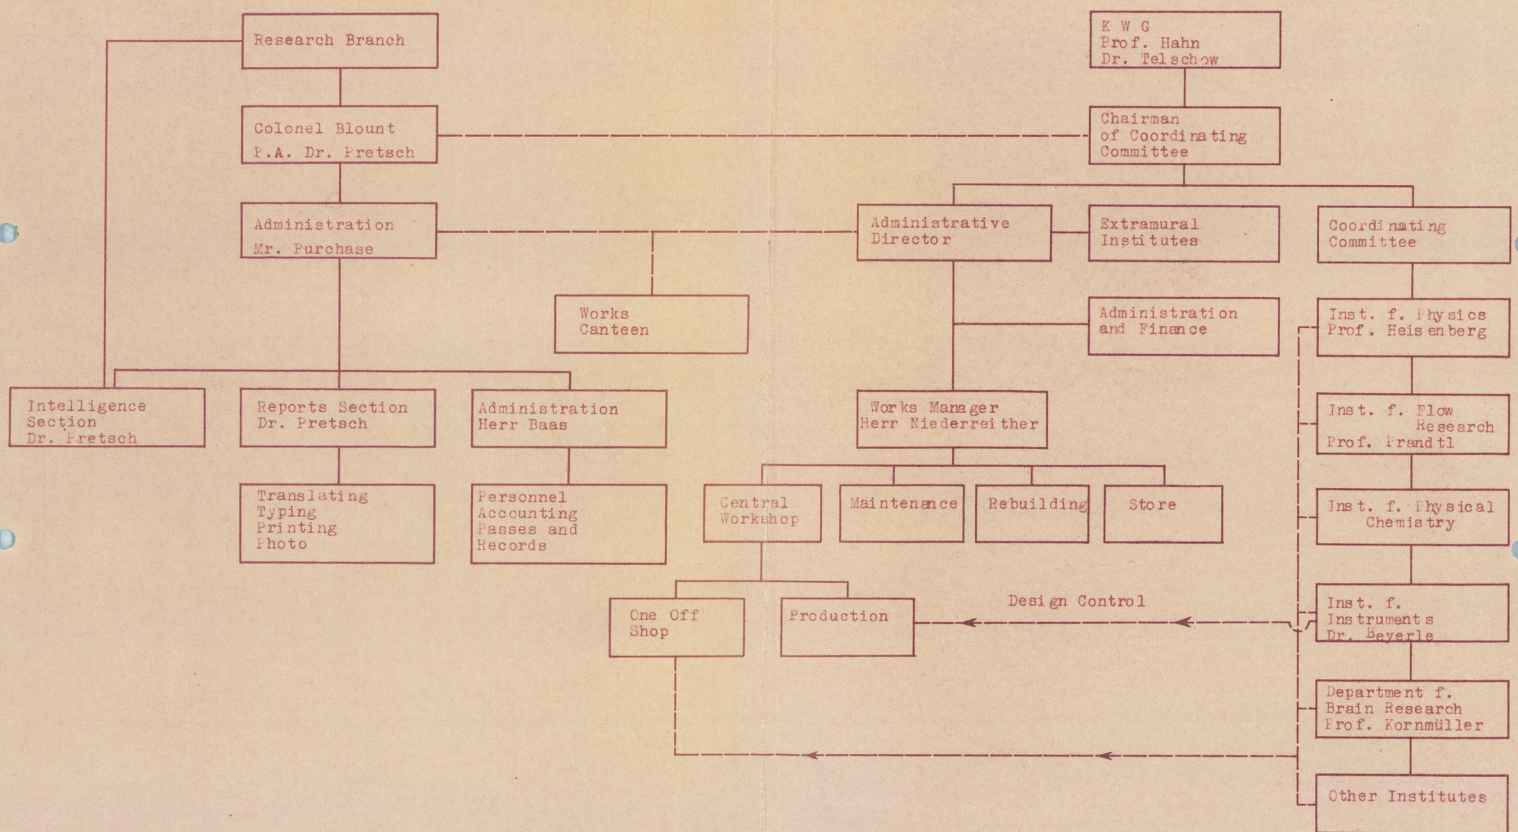 Research Branch
K W G
Prof. Hahn
Dr. Telschow
Colonel Blount
P.A. Dr. Pretsch
Chairman
of Coordinating
Committee
Administration
Mr. Purchase
Administrative
Director
Extramural
Institutes
Coordinating
Committee
Works
Canteen
Administration
and Finance
Inst. f. Physics
Prof. Heisenberg
Intelligence
Section
Dr. Pretsch
Reports Section
Dr. Pretsch
Administration
Herr Baas
Works Manager
Herr Niederreither
Inst. f. Flow
Research
Prof. Prandtl
Translating
Typing
Printing
Photo
Personnel
Accounting
Passes and
Records
Central
Workshop
Maintenance
Rebuilding
Store
Inst. f. Physical
Chemistry
One Off
Shop
Production
Design Control
Inst. f.
Instruments
Dr. Beyerle
Department f.
Brain Research
Prof. Kornmüller
Other Institutes